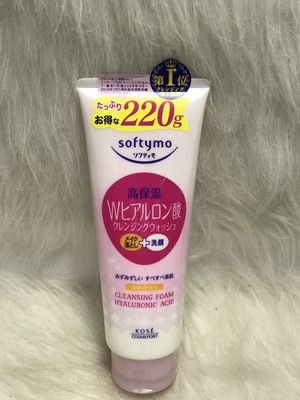 第1位
クレンジング
たっぷり
お得な
220g
softymo
ソフティモ
高保湿
Wヒアルロン酸
クレンジングウォッシュ
メイク
落とし
+
洗顔
みずみずしい すべすべ素肌
CLEANSING FOAM
HYALURONIC ACID
KOSÉ
COSMEPORT